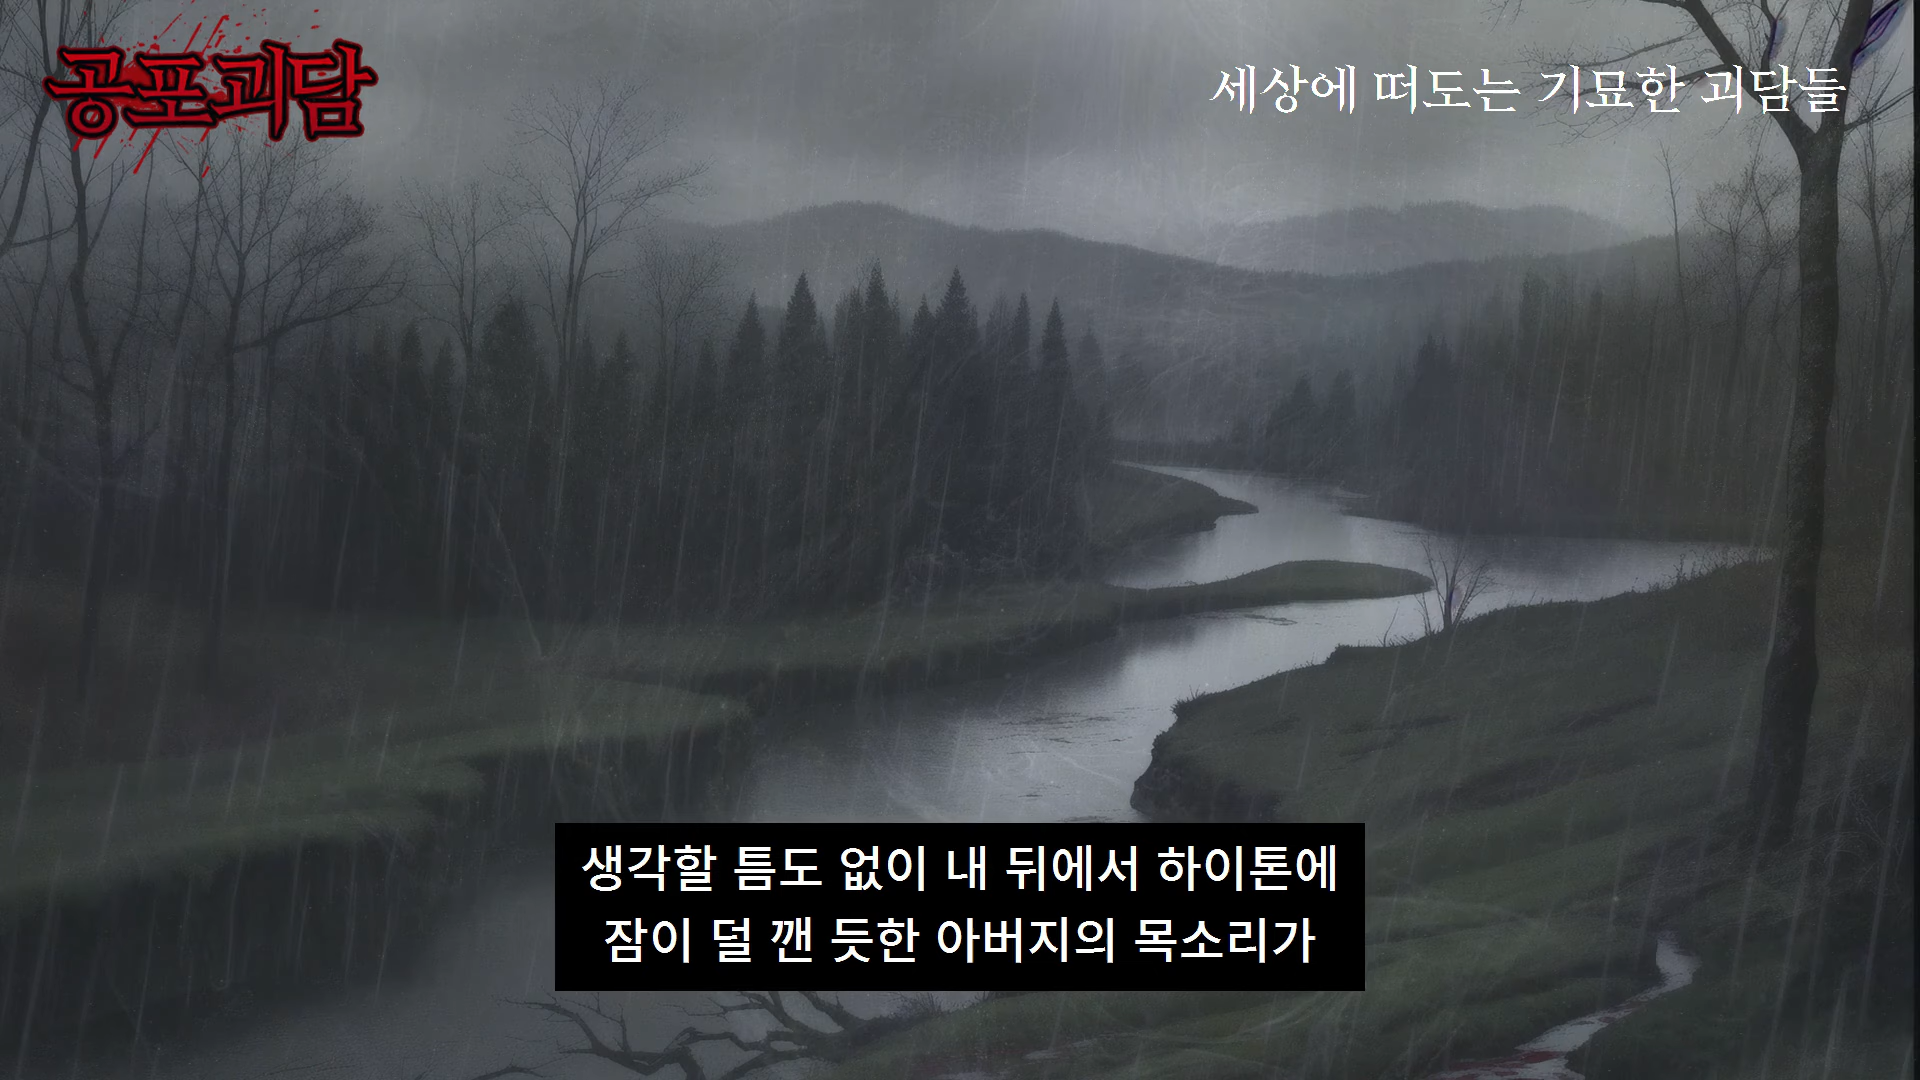 공포괴담
세상에 떠도는 기묘한 괴담들
생각할 틈도 없이 내 뒤에서 하이톤에
잠이 덜 깬 듯한 아버지의 목소리가